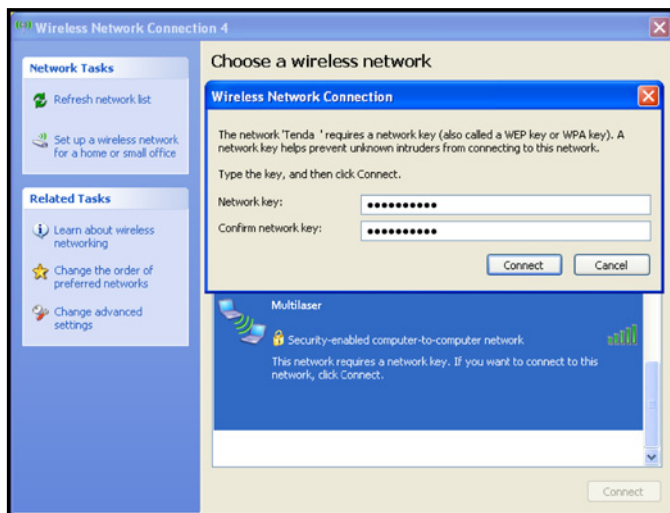 Wireless Network Connection 4
Network Tasks
Refresh network list
Set up a wireless network
for a home or small office
Related Tasks
Learn about wireless
networking
Change the order of
preferred networks
Change advanced
settings
Choose a wireless network
Wireless Network Connection
The network 'Tenda ' requires a network key (also called a WEP key or WPA key). A
network key helps prevent unknown intruders from connecting to this network.
Type the key, and then click Connect.
Network key:
••••••••••
Confirm network key:
••••••••••
Connect
Cancel
Multilaser
Security-enabled computer-to-computer network
This network requires a network key. If you want to connect to this
network, click Connect.
Connect